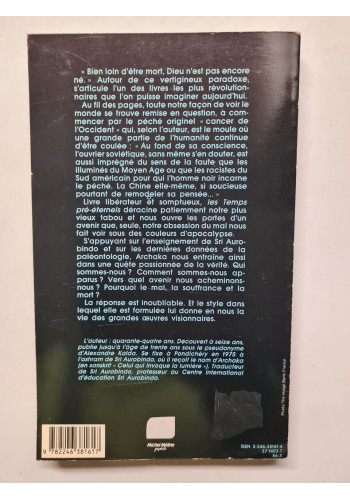 « Bien loin d'être mort, Dieu n'est pas encore
né. » Autour de ce vertigineux paradoxe,
s'articule l'un des livres les plus révolution-
naires que l'on puisse imaginer aujourd'hui.
Au fil des pages, toute notre façon de voir le
monde se trouve remise en question, à com-
mencer par le péché originel « cancer de
l'Occident » qui, selon l'auteur, est le moule où
une grande partie de l'humanité continue
d'être coulée : « Au fond de sa conscience,
l'ouvrier soviétique, sans même s'en douter, est
aussi imprégné du sens de la faute que les
illuminés du Moyen Age ou que les racistes du
Sud américain pour qui l'homme noir incarne
le péché. La Chine elle-même, si soucieuse
pourtant de remodeler sa pensée... »
Livre libérateur et somptueux, les Temps
pré-éternels déracine patiemment notre plus
vieux tabou et nous ouvre les portes d'un
avenir que, seule, notre obsession du mal nous
fait voir sous des couleurs d'apocalypse.
S'appuyant sur l'enseignement de Sri Auro-
bindo et sur les dernières données de la
paléontologie, Archaka nous entraine ainsi
dans une quête passionnée de la vérité. Qui
sommes-nous ? Comment sommes-nous ap-
parus ? Vers quel avenir nous acheminons-
nous ? Pourquoi le mal, la souffrance et
la mort ?
La réponse est inoubliable. Et le style dans
lequel elle est formulée lui donne en nous la
vie des grandes œuvres visionnaires.
L'auteur : quarante-quatre ans. Découvert à seize ans,
publie jusqu'à l'âge de trente ans sous le pseudonyme
d'Alexandre Kalda. Se fixe à Pondichéry en 1975 à
l'ashram de Sri Aurobindo, où il reçoit le nom d'Archaka
(en sanskrit « Celui qui invoque la lumière »). Traducteur
de Sri Aurobindo, professeur au Centre international
d'éducation Sri Aurobindo.
9 782246 381617